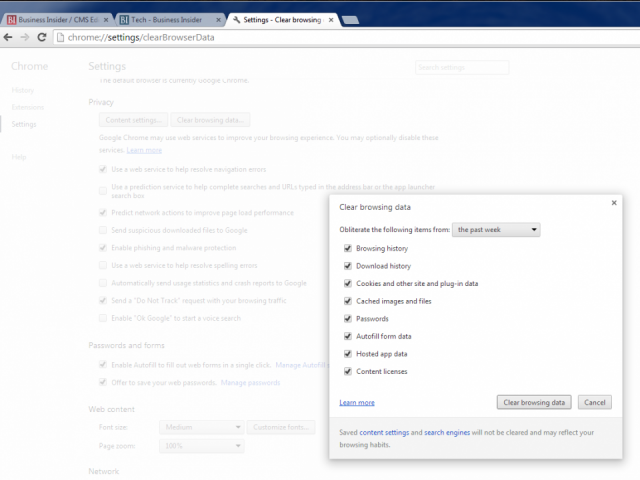 Business Insider / CMS Edi
Tech - Business Insider
Settings - Clear browsing
chrome://settings/clearBrowserData
Chrome
Settings
Search settings
The default browser is currently Google Chrome.
History
Extensions
Settings
Help
Privacy
Content settings...
Clear browsing data...
Google Chrome may use web services to improve your browsing experience. You may optionally disable these
services. Learn more
Use a web service to help resolve navigation errors
Use a prediction service to help complete searches and URLs typed in the address bar or the app launcher
search box
Predict network actions to improve page load performance
Send suspicious downloaded files to Google
Enable phishing and malware protection
Use a web service to help resolve spelling errors
Automatically send usage statistics and crash reports to Google
Send a "Do Not Track" request with your browsing traffic
Enable "Ok Google" to start a voice search
Passwords and forms
Enable Autofill to fill out web forms in a single click. Manage Autofill
Offer to save your web passwords. Manage passwords
Web content
Font size: Medium Customize fonts...
Page zoom: 100%
Network
Clear browsing data
Obliterate the following items from: the past week
Browsing history
Download history
Cookies and other site and plug-in data
Cached images and files
Passwords
Autofill form data
Hosted app data
Content licenses
Learn more
Clear browsing data
Cancel
Saved content settings and search engines will not be cleared and may reflect your
browsing habits.